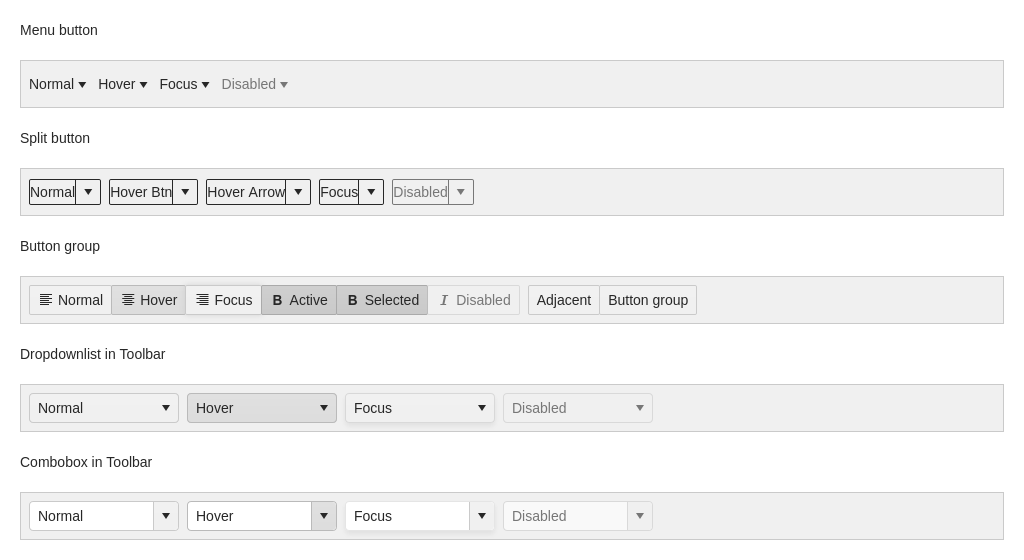 Menu button
Normal Hover Focus Disabled
Split button
Normal Hover Btn Hover Arrow Focus Disabled
Button group
Normal Hover Focus B Active B Selected I Disabled Adjacent Button group
Dropdownlist in Toolbar
Normal Hover Focus Disabled
Combobox in Toolbar
Normal Hover Focus Disabled